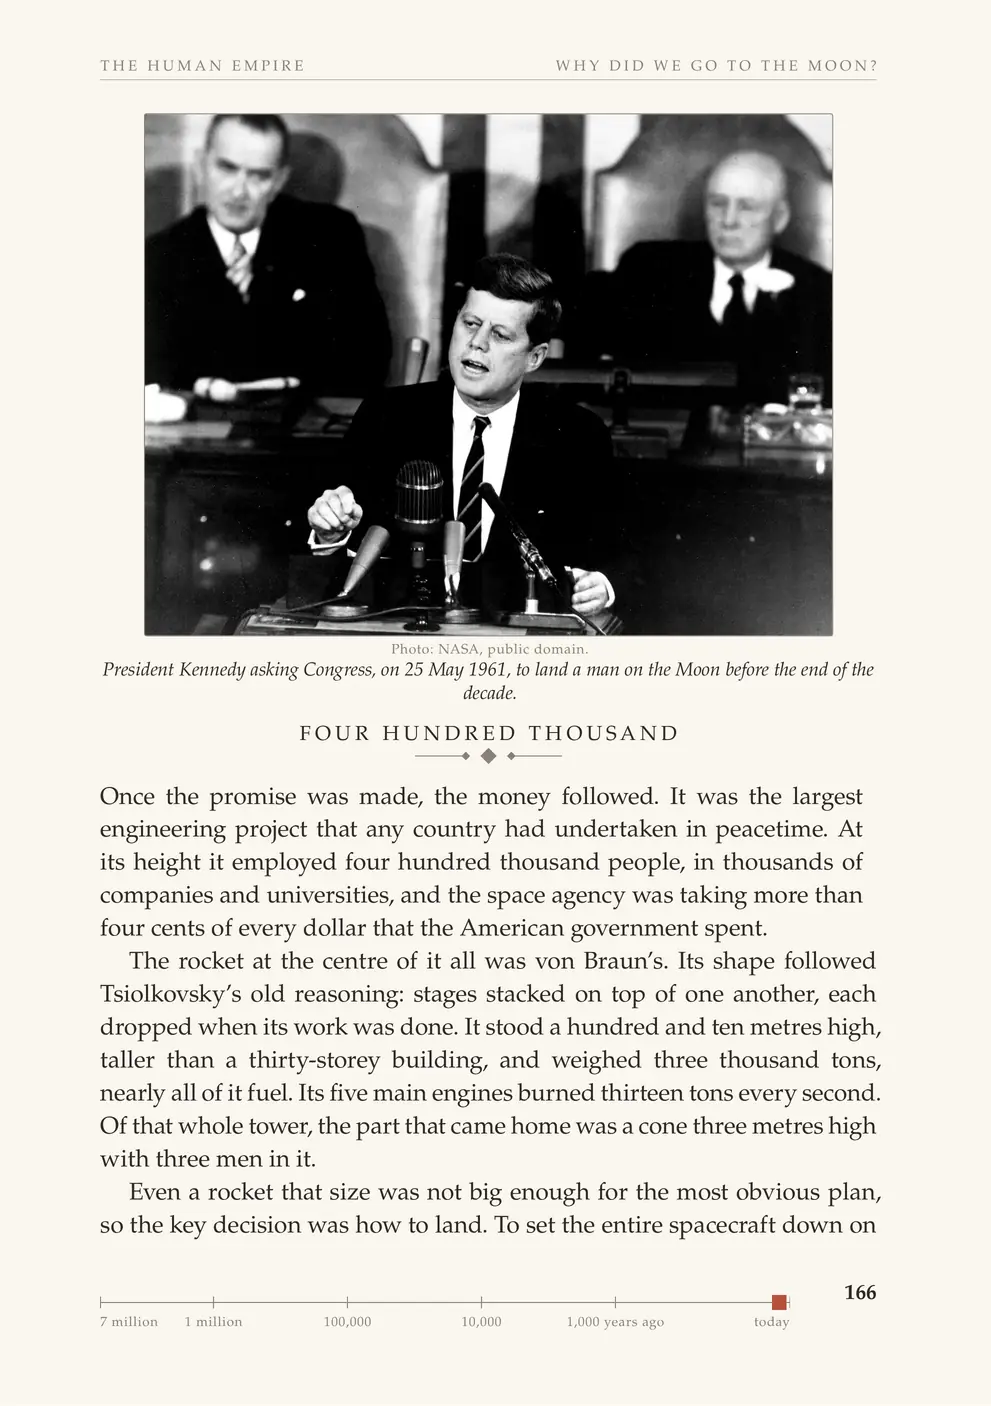 THE HUMAN EMPIRE
WHY DID WE GO TO THE MOON?
Photo: NASA, public domain.
President Kennedy asking Congress, on 25 May 1961, to land a man on the Moon before the end of the
decade.
FOUR HUNDRED THOUSAND
Once the promise was made, the money followed. It was the largest
engineering project that any country had undertaken in peacetime. At
its height it employed four hundred thousand people, in thousands of
companies and universities, and the space agency was taking more than
four cents of every dollar that the American government spent.
The rocket at the centre of it all was von Braun’s. Its shape followed
Tsiolkovsky’s old reasoning: stages stacked on top of one another, each
dropped when its work was done. It stood a hundred and ten metres high,
taller than a thirty-storey building, and weighed three thousand tons,
nearly all of it fuel. Its five main engines burned thirteen tons every second.
Of that whole tower, the part that came home was a cone three metres high
with three men in it.
Even a rocket that size was not big enough for the most obvious plan,
so the key decision was how to land. To set the entire spacecraft down on
166
7 million
1 million
100,000
10,000
1,000 years ago
today